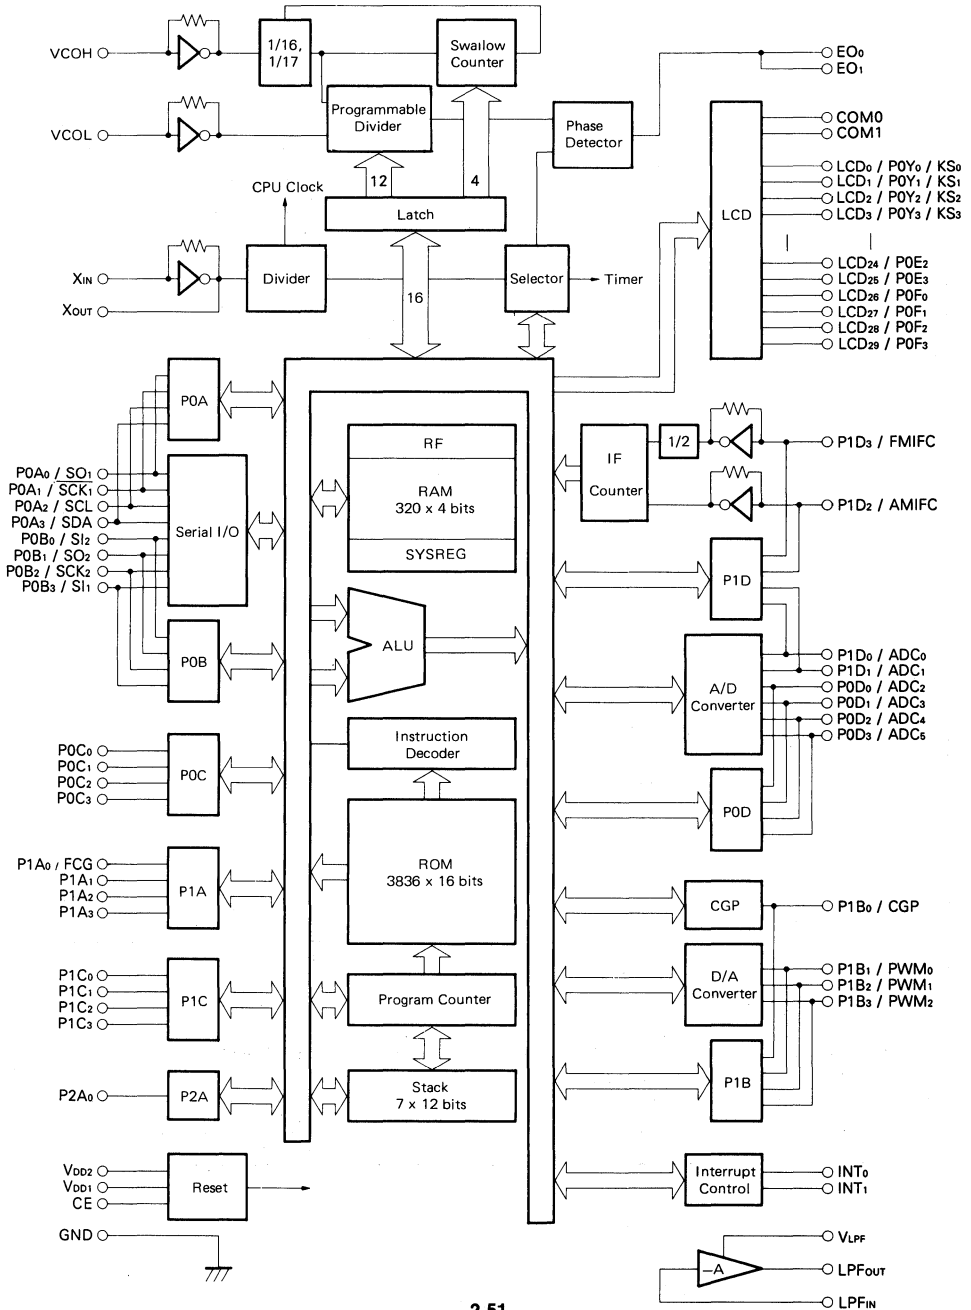 VCOH
1/16,
1/17
Swallow
Counter
EO₀
EO₁
VCOL
Programmable
Divider
Phase
Detector
COM0
COM1
LCD₀ / P0Y₀ / KS₀
LCD₁ / P0Y₁ / KS₁
LCD₂ / P0Y₂ / KS₂
LCD₃ / P0Y₃ / KS₃
LCD
12
4
CPU Clock
Latch
LCD₂₄ / P0E₂
LCD₂₅ / P0E₃
LCD₂₆ / P0F₀
LCD₂₇ / P0F₁
LCD₂₈ / P0F₂
LCD₂₉ / P0F₃
XIN
XOUT
Divider
16
Selector
Timer
P0A
P0A₀ / SO₁
P0A₁ / S̅C̅K̅₁
P0A₂ / SCL
P0A₃ / SDA
P0B₀ / SI₂
P0B₁ / SO₂
P0B₂ / SCK₂
P0B₃ / SI₁
Serial I/O
P0B
RF
RAM
320 x 4 bits
SYSREG
ALU
IF
Counter
1/2
P1D₃ / FMIFC
P1D₂ / AMIFC
P1D
A/D
Converter
P1D₀ / ADC₀
P1D₁ / ADC₁
P0D₀ / ADC₂
P0D₁ / ADC₃
P0D₂ / ADC₄
P0D₃ / ADC₅
P0D
P0C₀
P0C₁
P0C₂
P0C₃
P0C
Instruction
Decoder
ROM
3836 x 16 bits
P1A₀ / FCG
P1A₁
P1A₂
P1A₃
P1A
CGP
P1B₀ / CGP
P1C₀
P1C₁
P1C₂
P1C₃
P1C
Program Counter
D/A
Converter
P1B₁ / PWM₀
P1B₂ / PWM₁
P1B₃ / PWM₂
P2A₀
P2A
Stack
7 x 12 bits
P1B
VDD2
VDD1
CE
Reset
Interrupt
Control
INT₀
INT₁
GND
–A
VLPF
LPFOUT
LPFIN
2-51